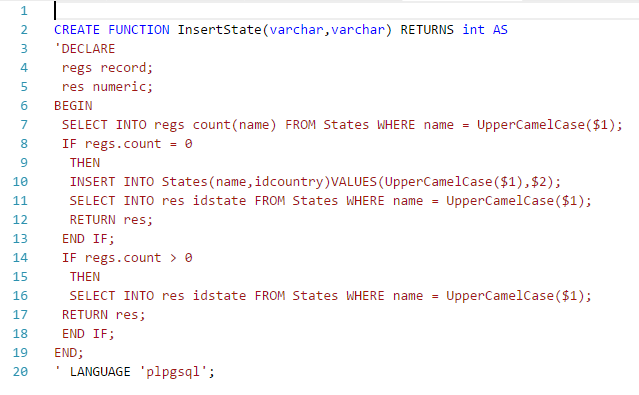 1
2 CREATE FUNCTION InsertState(varchar,varchar) RETURNS int AS
3 'DECLARE
4 regs record;
5 res numeric;
6 BEGIN
7 SELECT INTO regs count(name) FROM States WHERE name = UpperCamelCase($1);
8 IF regs.count = 0
9 THEN
10 INSERT INTO States(name,idcountry)VALUES(UpperCamelCase($1),$2);
11 SELECT INTO res idstate FROM States WHERE name = UpperCamelCase($1);
12 RETURN res;
13 END IF;
14 IF regs.count > 0
15 THEN
16 SELECT INTO res idstate FROM States WHERE name = UpperCamelCase($1);
17 RETURN res;
18 END IF;
19 END;
20 ' LANGUAGE 'plpgsql';